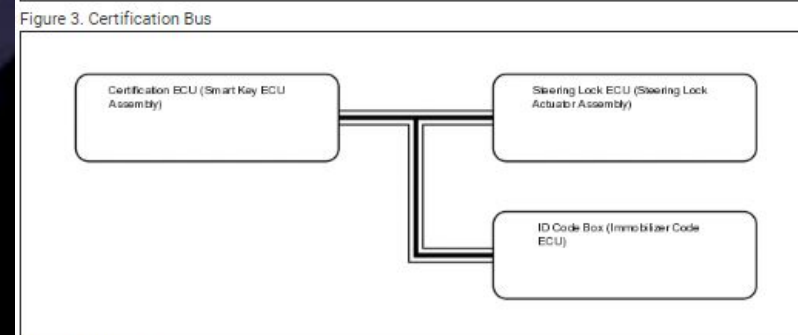 Figure 3. Certification Bus
Certification ECU (Smart Key ECU
Assembly)
Steering Lock ECU (Steering Lock
Actuator Assembly)
ID Code Box (Immobilizer Code
ECU)